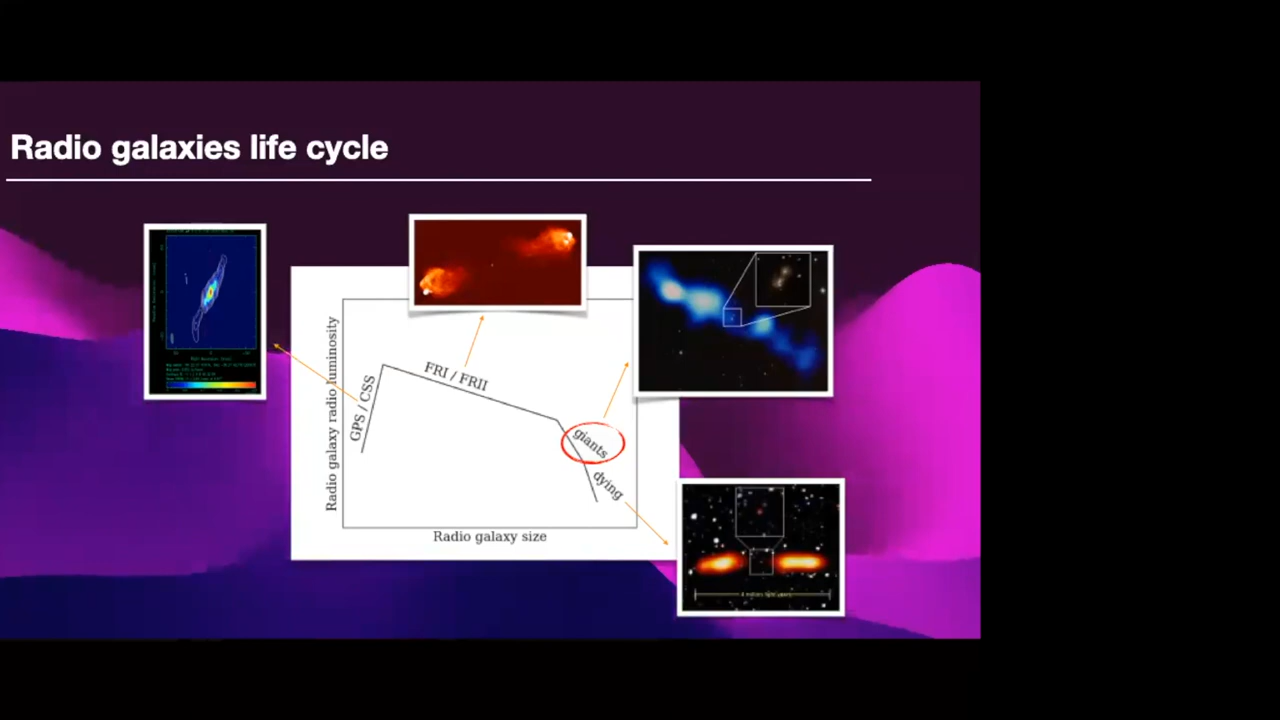 Radio galaxies life cycle
Radio galaxy radio luminosity
GPS / CSS
FRI / FRII
giants
dying
Radio galaxy size